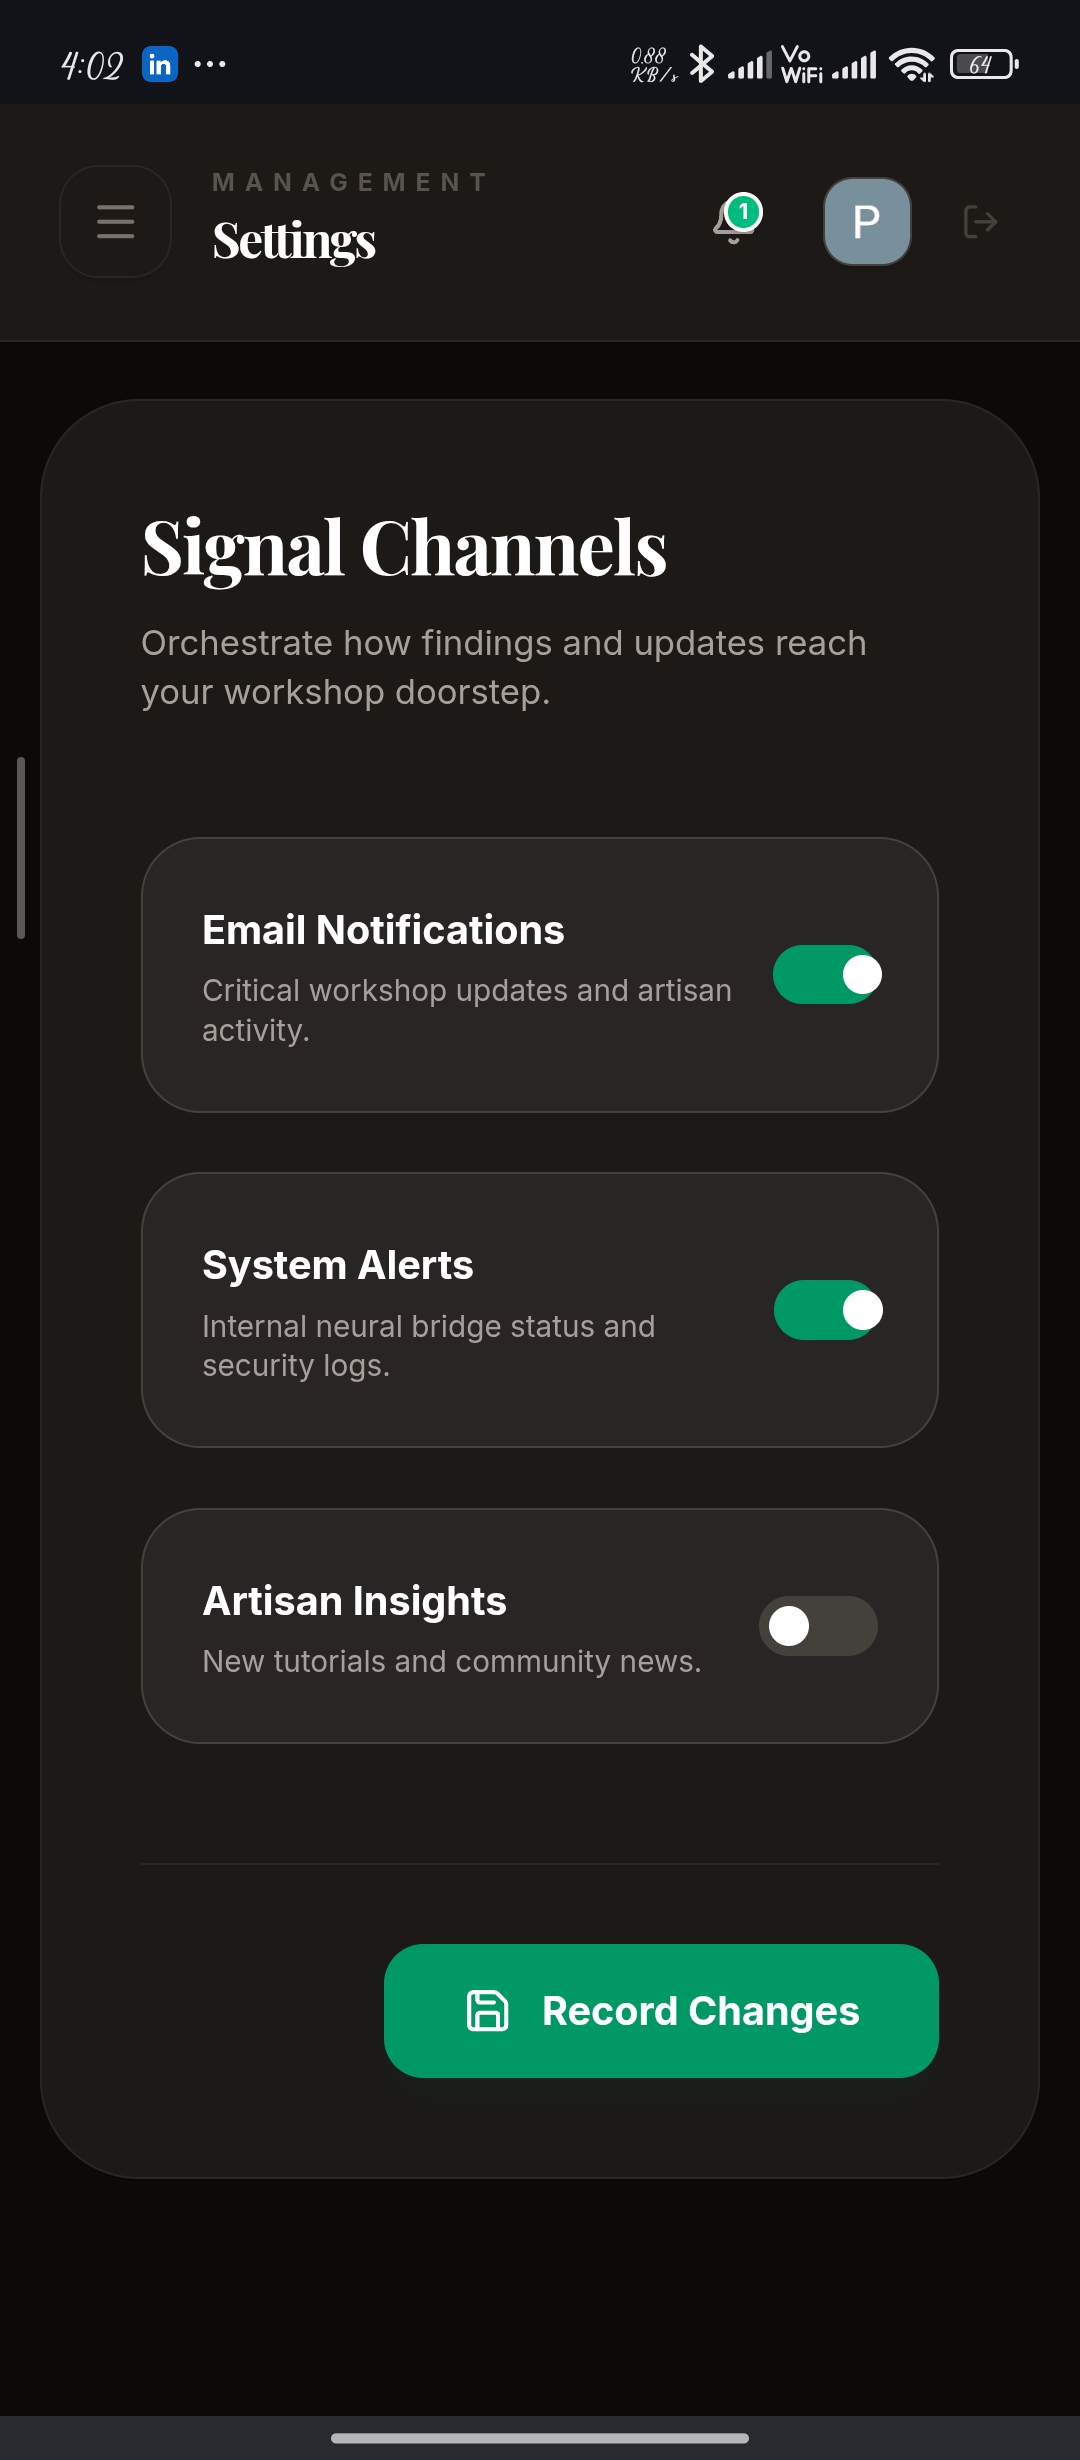 4:02 in ...
0.88 KB/s Vo WiFi 64
MANAGEMENT
Settings
1
P
Signal Channels
Orchestrate how findings and updates reach
your workshop doorstep.
Email Notifications
Critical workshop updates and artisan
activity.
System Alerts
Internal neural bridge status and
security logs.
Artisan Insights
New tutorials and community news.
Record Changes